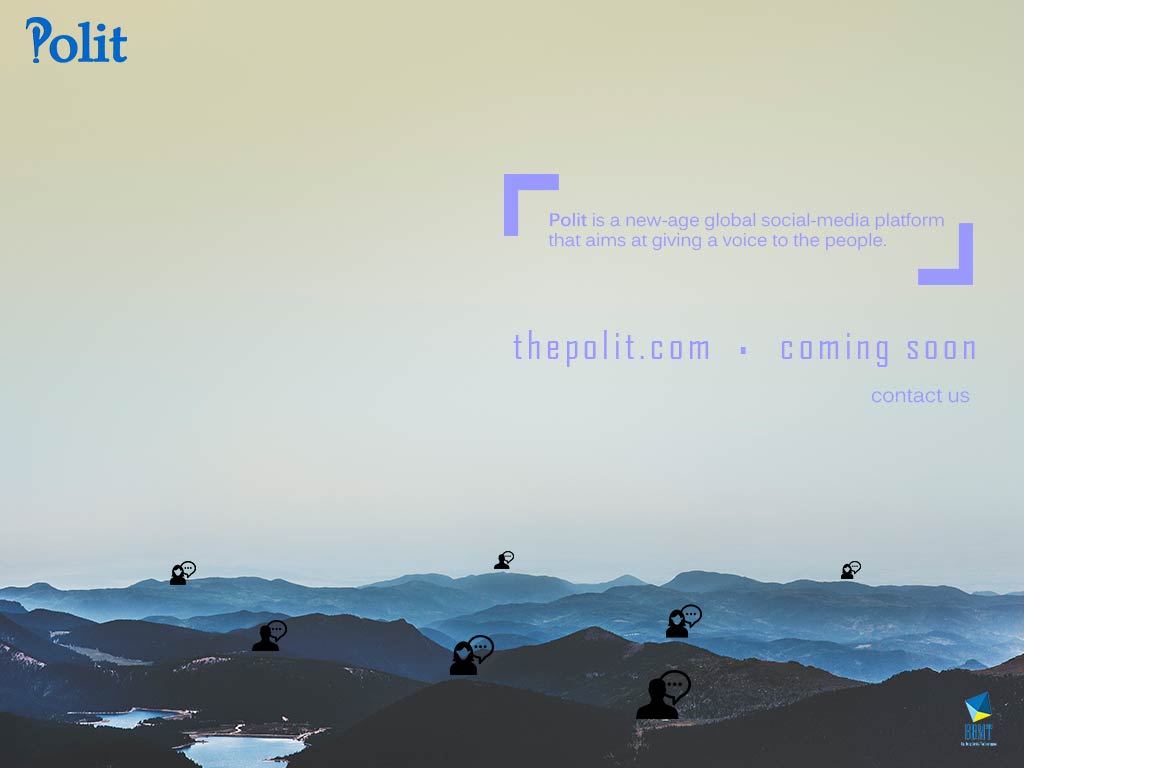 Polit
Polit is a new-age global social-media platform
that aims at giving a voice to the people.
thepolit.com · coming soon
contact us